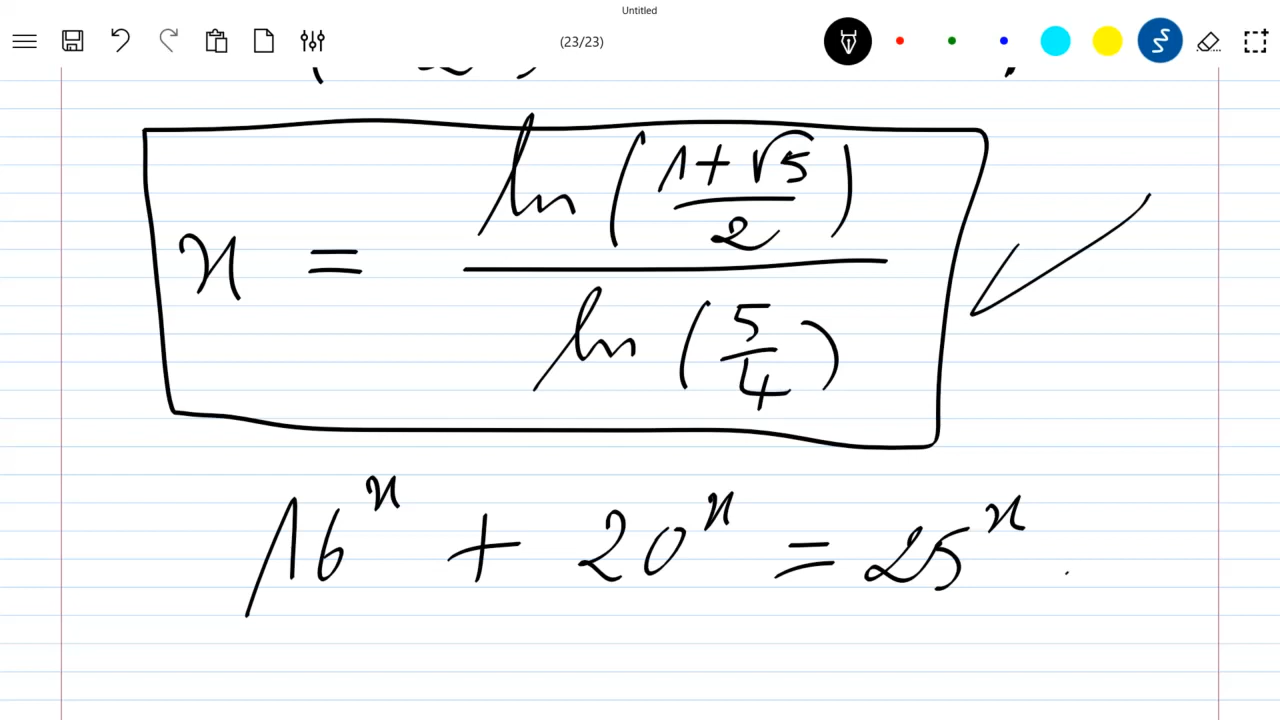 Untitled
(23/23)
x = ln((1+√5)/2) / ln(5/4)
16^x + 20^x = 25^x